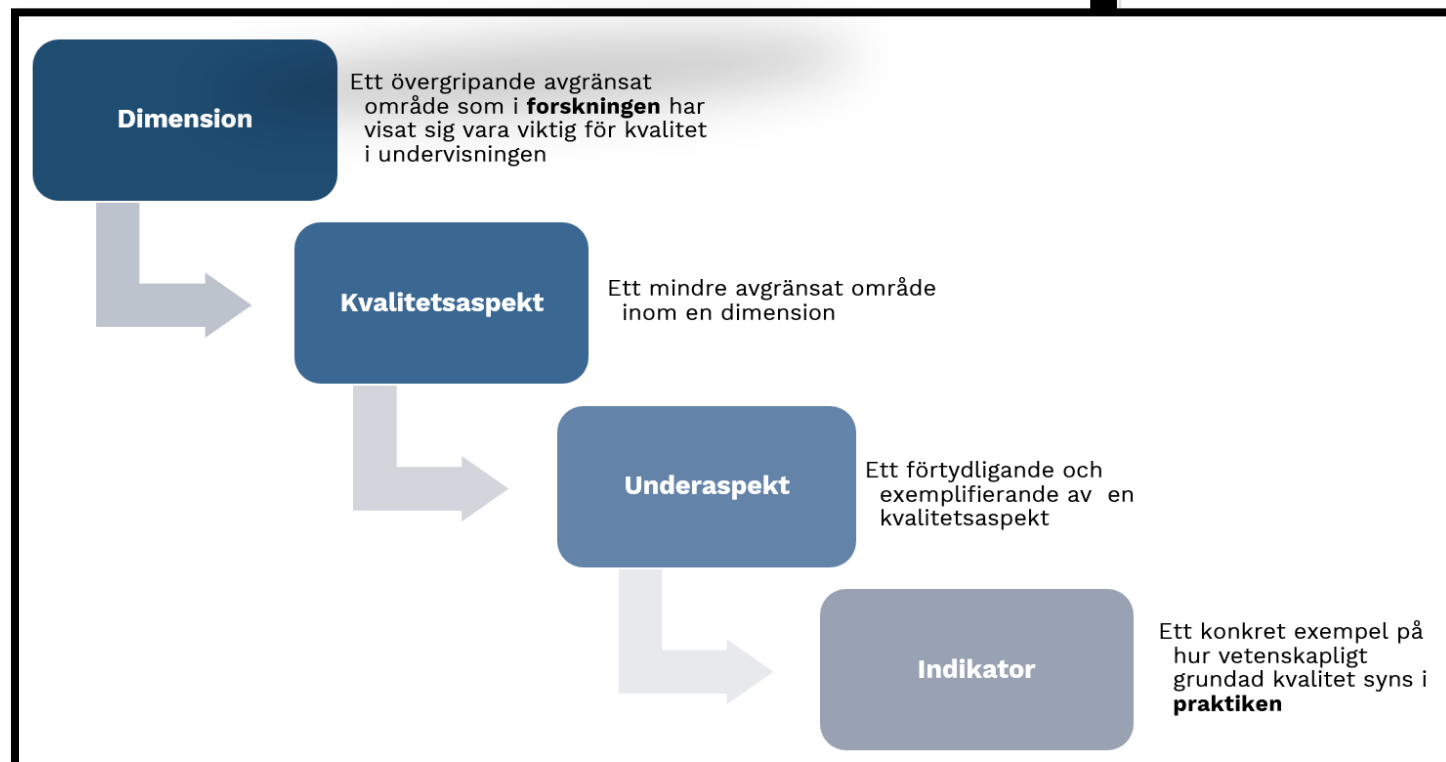 Dimension
Ett övergripande avgränsat
område som i forskningen har
visat sig vara viktig för kvalitet
i undervisningen
Kvalitetsaspekt
Ett mindre avgränsat område
inom en dimension
Underaspekt
Ett förtydligande och
exemplifierande av en
kvalitetsaspekt
Indikator
Ett konkret exempel på
hur vetenskapligt
grundad kvalitet syns i
praktiken